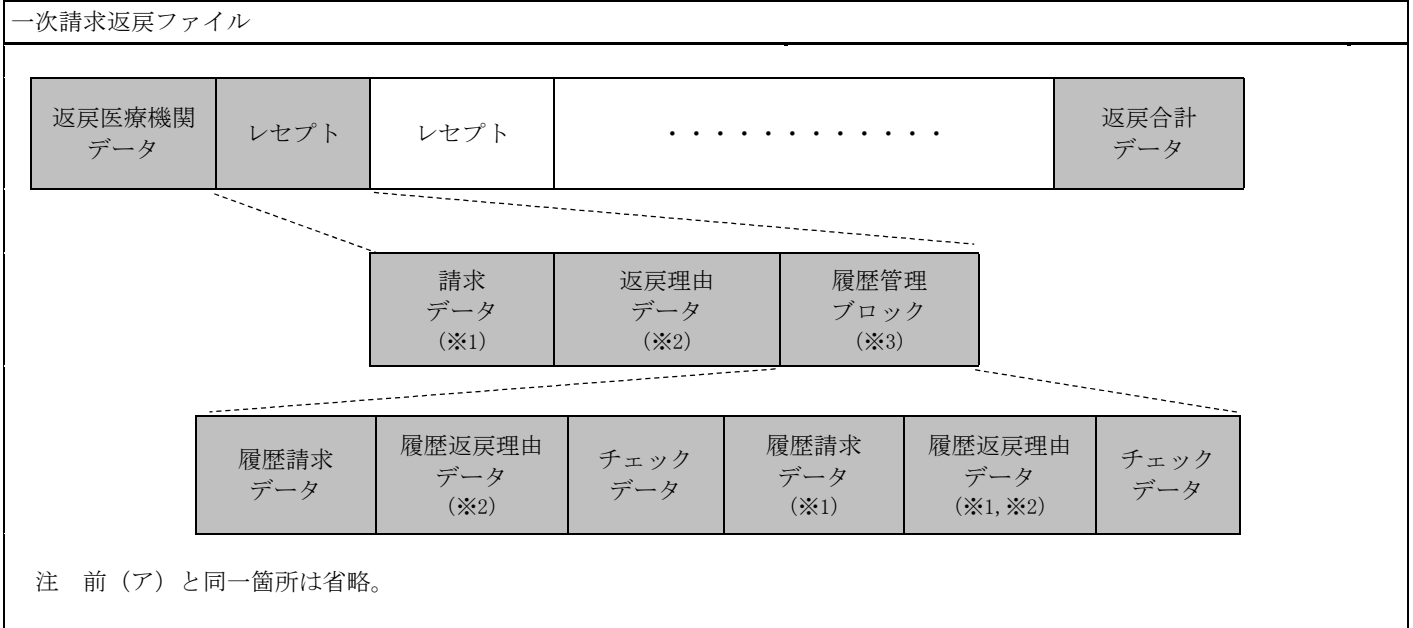 一次請求返戻ファイル
返戻医療機関
データ
レセプト
レセプト
・・・・・・・・・・・・
返戻合計
データ
請求
データ
(※1)
返戻理由
データ
(※2)
履歴管理
ブロック
(※3)
履歴請求
データ
履歴返戻理由
データ
(※2)
チェック
データ
履歴請求
データ
(※1)
履歴返戻理由
データ
(※1,※2)
チェック
データ
注　前（ア）と同一箇所は省略。